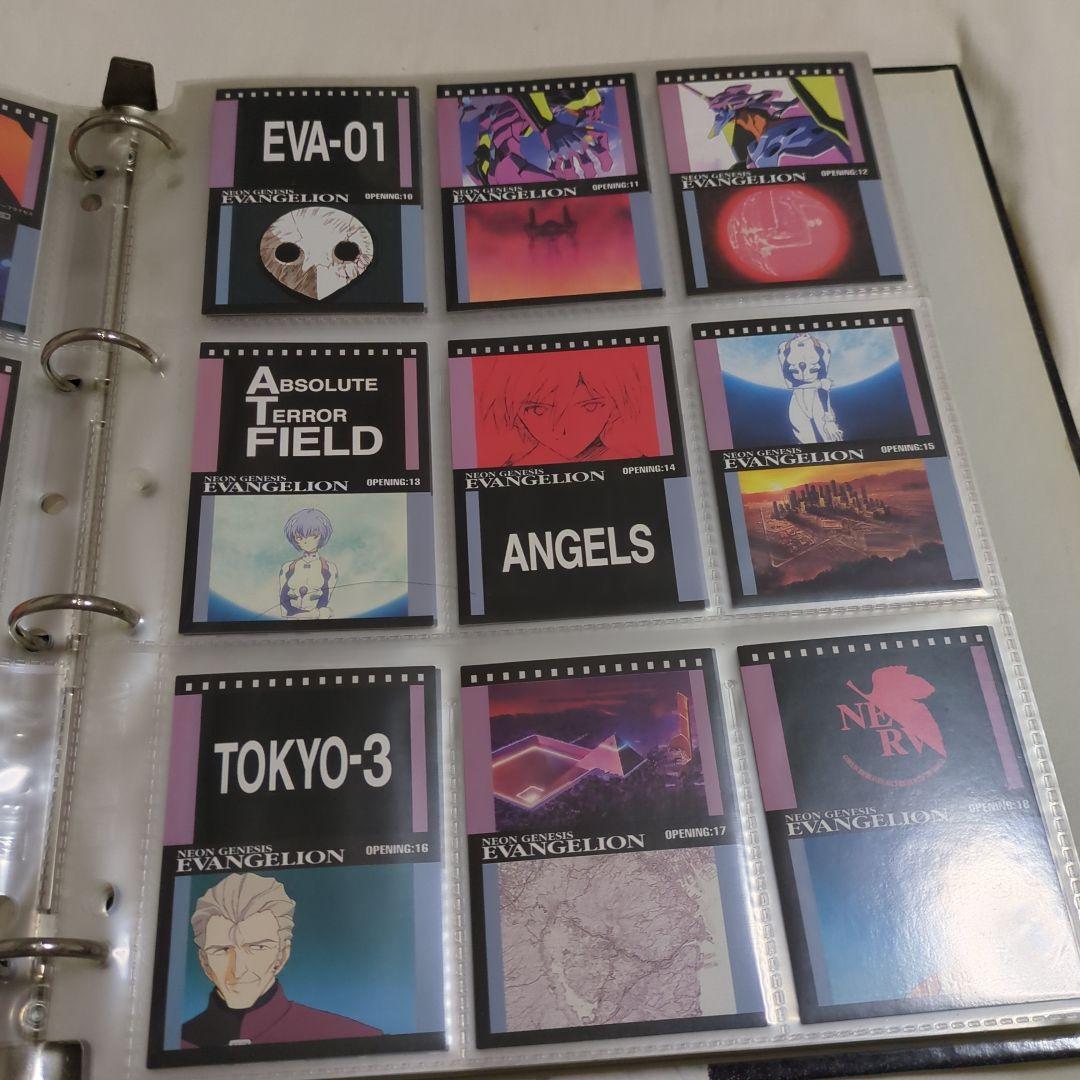 EVA-01
NEON GENESIS
EVANGELION OPENING:10
NEON GENESIS
EVANGELION OPENING:11
NEON GENESIS
EVANGELION OPENING:12
ABSOLUTE
TERROR
FIELD
NEON GENESIS
EVANGELION OPENING:13
NEON GENESIS
EVANGELION OPENING:14
ANGELS
NEON GENESIS
EVANGELION OPENING:15
TOKYO-3
NEON GENESIS
EVANGELION OPENING:16
NEON GENESIS
EVANGELION OPENING:17
NERV
NEON GENESIS
EVANGELION OPENING:18